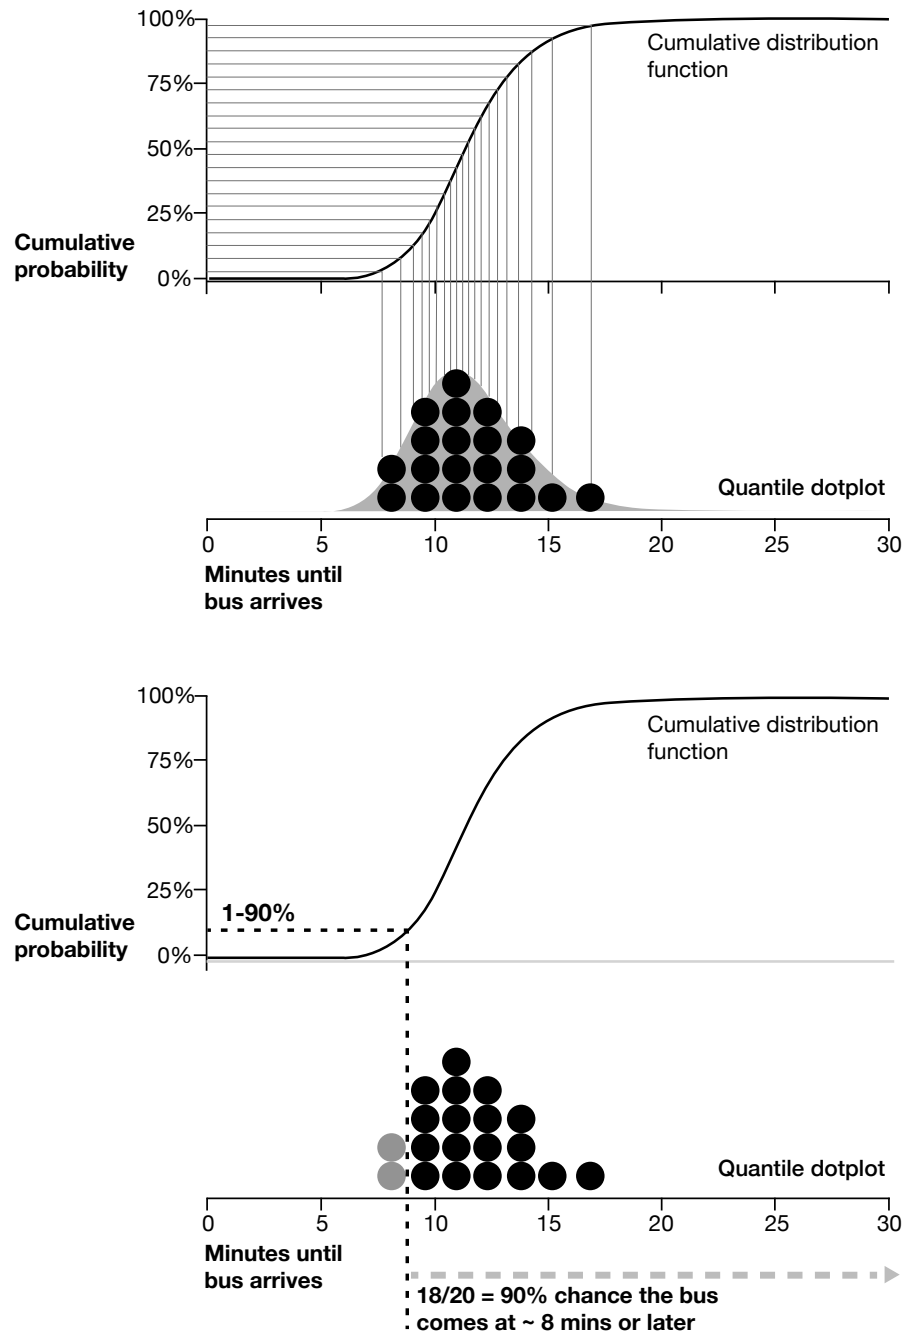 100%
Cumulative distribution
function
75%
50%
25%
Cumulative
probability
0%
Quantile dotplot
0 5 10 15 20 25 30
Minutes until
bus arrives
100%
Cumulative distribution
function
75%
50%
25%
1-90%
Cumulative
probability
0%
Quantile dotplot
0 5 10 15 20 25 30
Minutes until
bus arrives
18/20 = 90% chance the bus
comes at ~ 8 mins or later